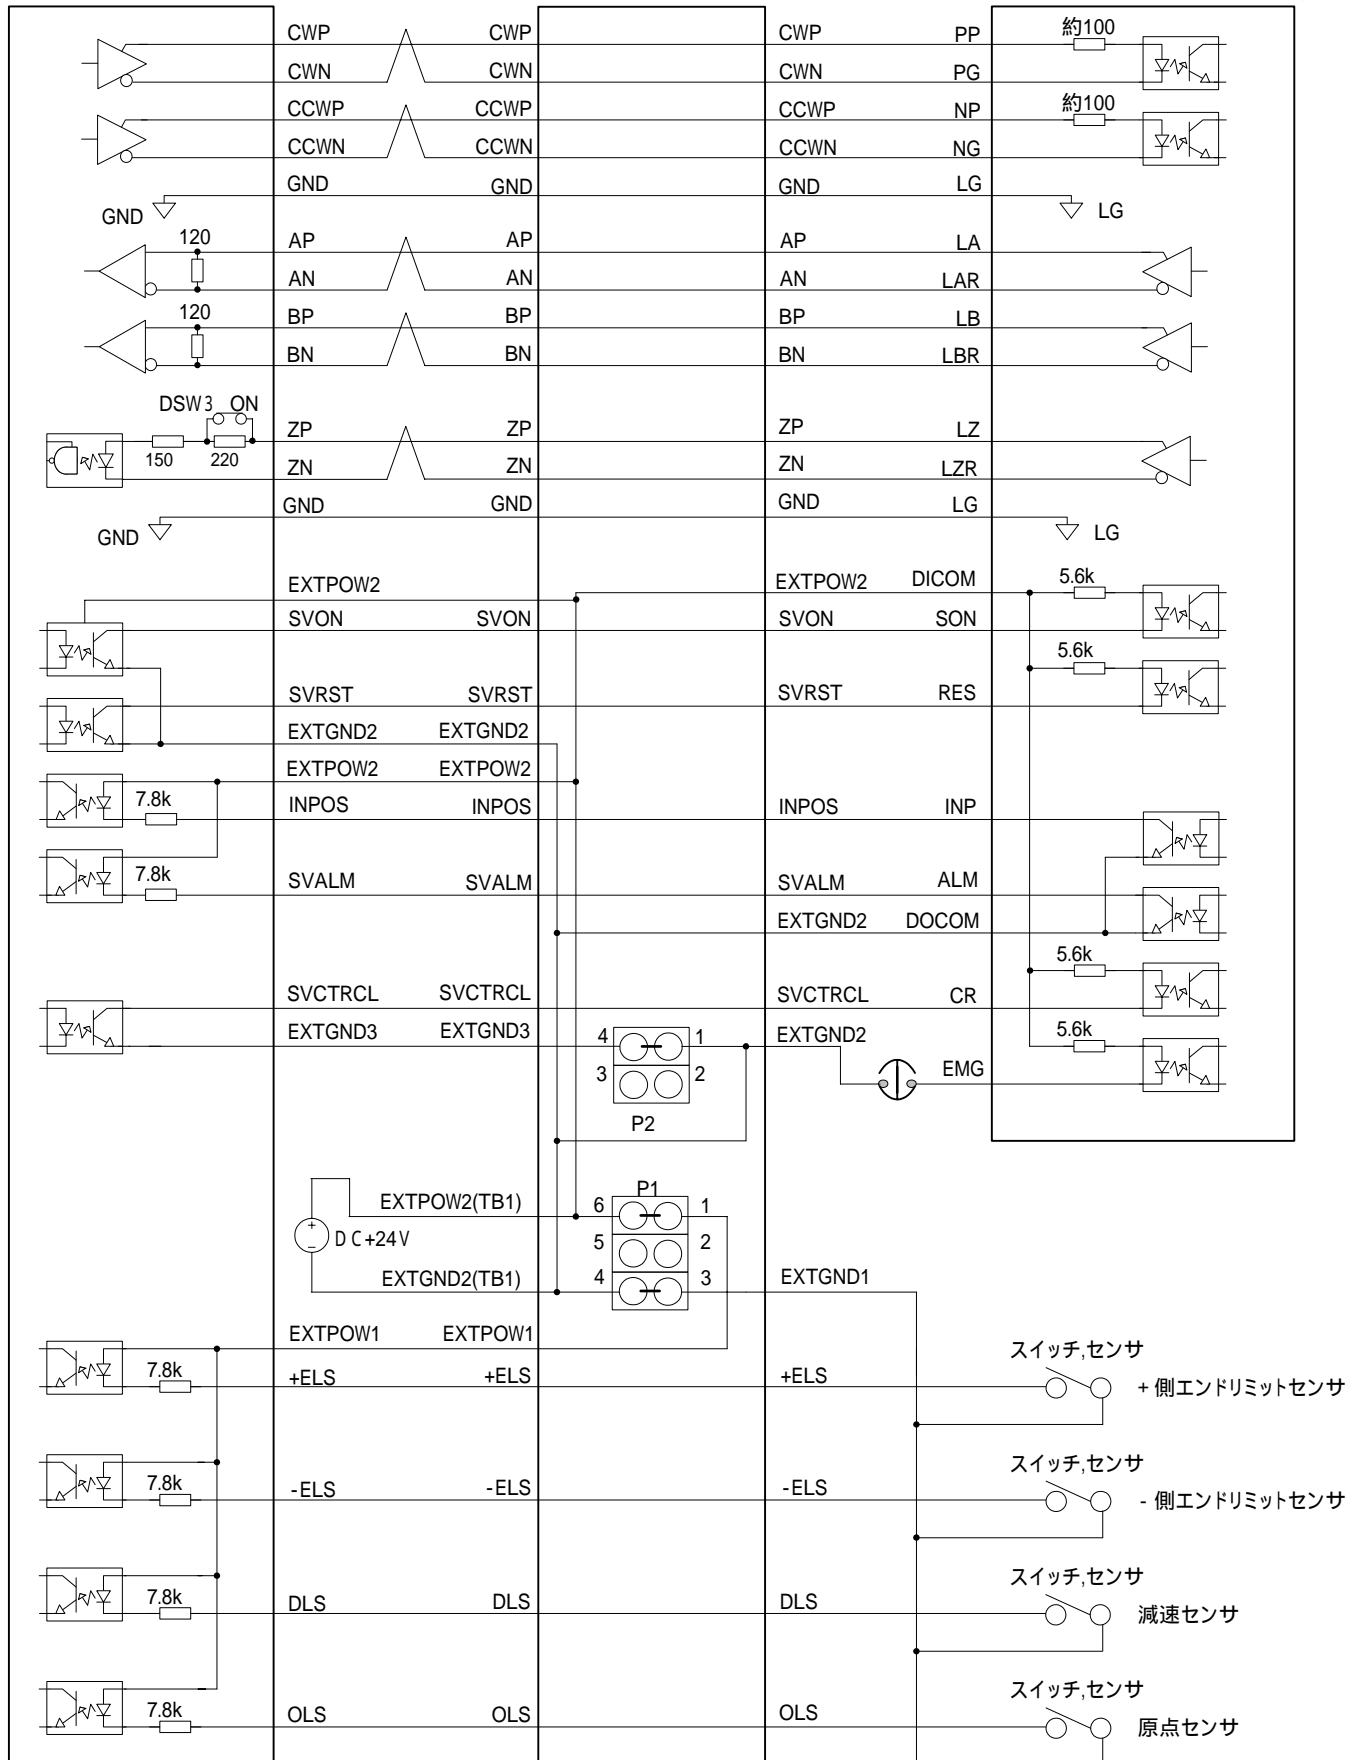 CWP CWP CWP PP 約100
CWN CWN CWN PG
CCWP CCWP CCWP NP 約100
CCWN CCWN CCWN NG
GND GND GND LG
GND LG
120 AP AP AP LA
AN AN AN LAR
120 BP BP BP LB
BN BN BN LBR
DSW3 ON
ZP ZP ZP LZ
150 220 ZN ZN ZN LZR
GND GND GND LG
GND LG
EXTPOW2 EXTPOW2 DICOM 5.6k
SVON SVON SVON SON
5.6k
SVRST SVRST SVRST RES
EXTGND2 EXTGND2
EXTPOW2 EXTPOW2
7.8k INPOS INPOS INPOS INP
7.8k SVALM SVALM SVALM ALM
EXTGND2 DOCOM
5.6k
SVCTRCL SVCTRCL SVCTRCL CR
EXTGND3 EXTGND3 4 1 EXTGND2 5.6k
3 2 EMG
P2
P1
EXTPOW2(TB1) 6 1
+
DC+24V 5 2
−
EXTGND2(TB1) 4 3 EXTGND1
EXTPOW1 EXTPOW1
スイッチ,センサ
7.8k +ELS +ELS +ELS + 側エンドリミットセンサ
スイッチ,センサ
7.8k -ELS -ELS -ELS - 側エンドリミットセンサ
スイッチ,センサ
7.8k DLS DLS DLS 減速センサ
スイッチ,センサ
7.8k OLS OLS OLS 原点センサ